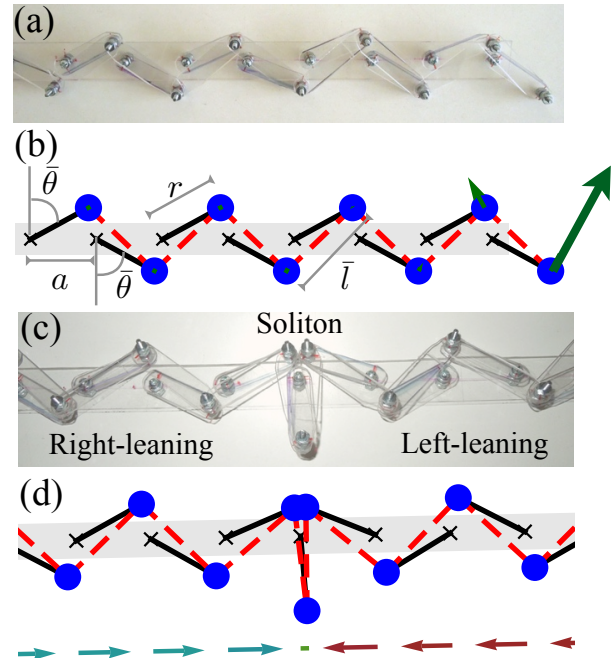 (a)
(b)
θ̄
r
a
θ̄
l̄
(c)
Soliton
Right-leaning
Left-leaning
(d)